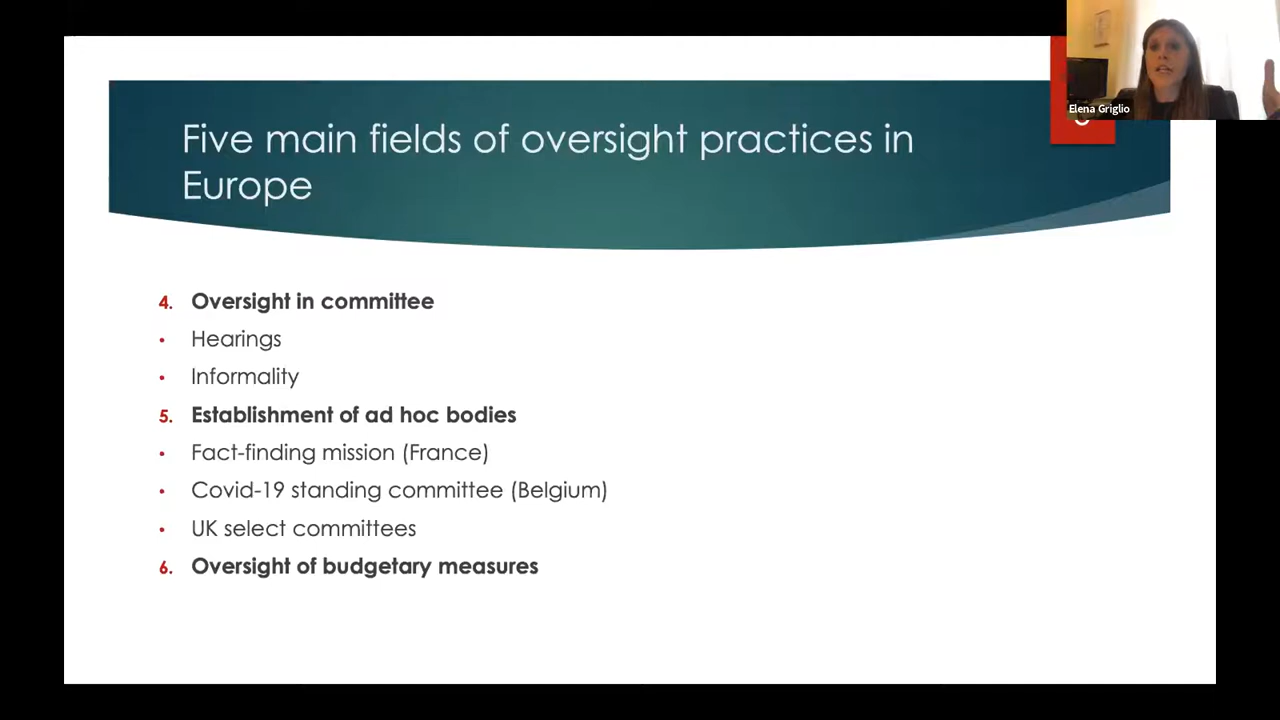 Elena Griglio
Five main fields of oversight practices in
Europe
4. Oversight in committee
• Hearings
• Informality
5. Establishment of ad hoc bodies
• Fact-finding mission (France)
• Covid-19 standing committee (Belgium)
• UK select committees
6. Oversight of budgetary measures